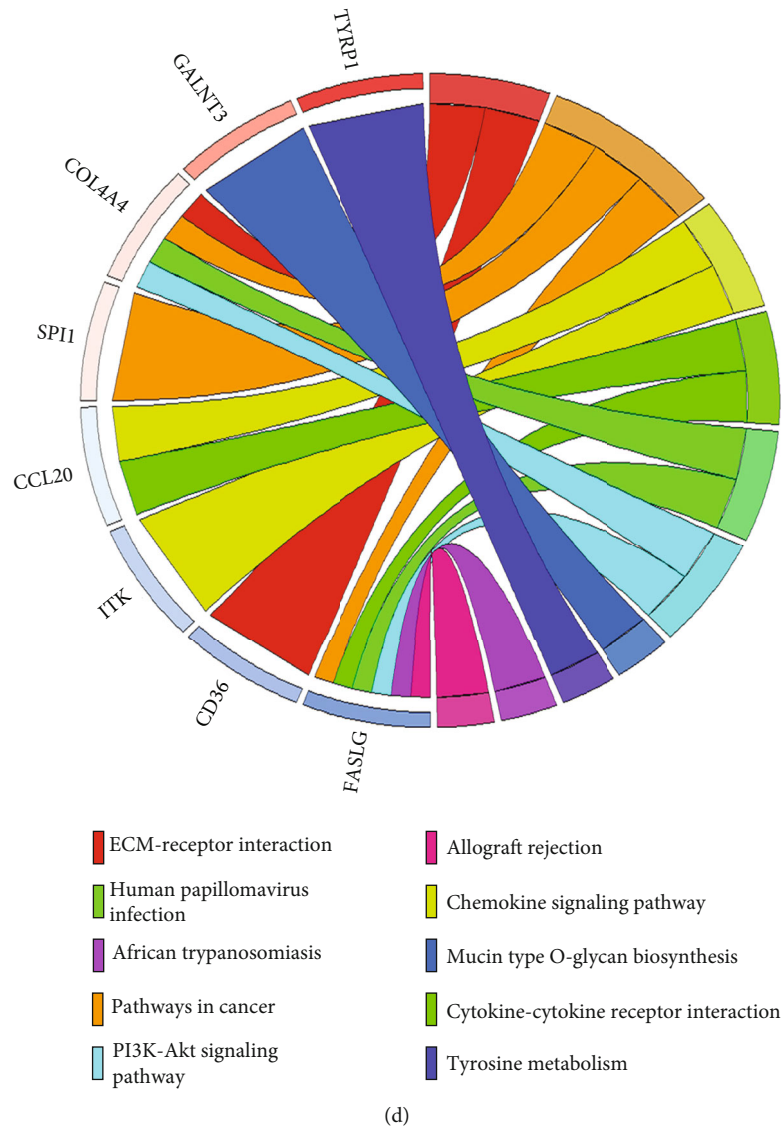 TYRP1
GALNT3
COL4A4
SPI1
CCL20
ITK
CD36
FASLG
ECM-receptor interaction
Human papillomavirus
infection
African trypanosomiasis
Pathways in cancer
PI3K-Akt signaling
pathway
Allograft rejection
Chemokine signaling pathway
Mucin type O-glycan biosynthesis
Cytokine-cytokine receptor interaction
Tyrosine metabolism
(d)